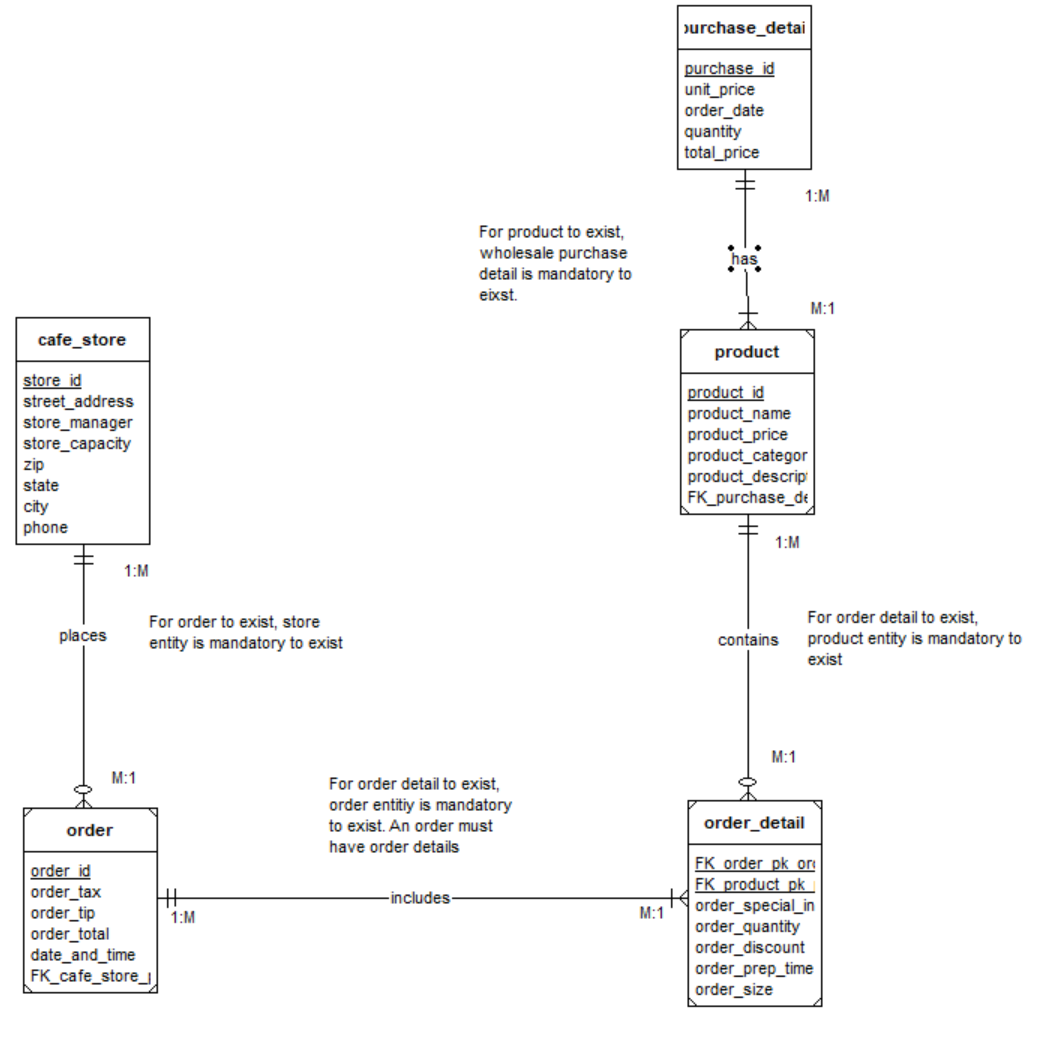 purchase_detai
purchase_id
unit_price
order_date
quantity
total_price
1:M
For product to exist,
wholesale purchase
detail is mandatory to
eixst.
has
M:1
product
product_id
product_name
product_price
product_categor
product_descrip
FK_purchase_de
1:M
cafe_store
store_id
street_address
store_manager
store_capacity
zip
state
city
phone
1:M
places
For order to exist, store
entity is mandatory to exist
contains
For order detail to exist,
product entity is mandatory to
exist
M:1
M:1
For order detail to exist,
order entitiy is mandatory
to exist. An order must
have order details
order
order_id
order_tax
order_tip
order_total
date_and_time
FK_cafe_store_
1:M
includes
M:1
order_detail
FK_order_pk_ord
FK_product_pk_
order_special_in
order_quantity
order_discount
order_prep_time
order_size